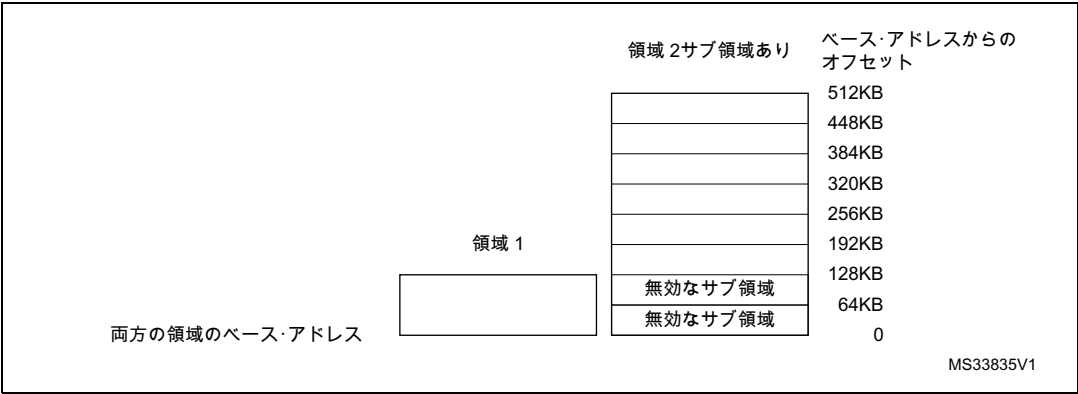 領域 2サブ領域あり
ベース･アドレスからの
オフセット
512KB
448KB
384KB
320KB
256KB
領域 1
192KB
128KB
無効なサブ領域
64KB
無効なサブ領域
両方の領域のベース･アドレス
0
MS33835V1